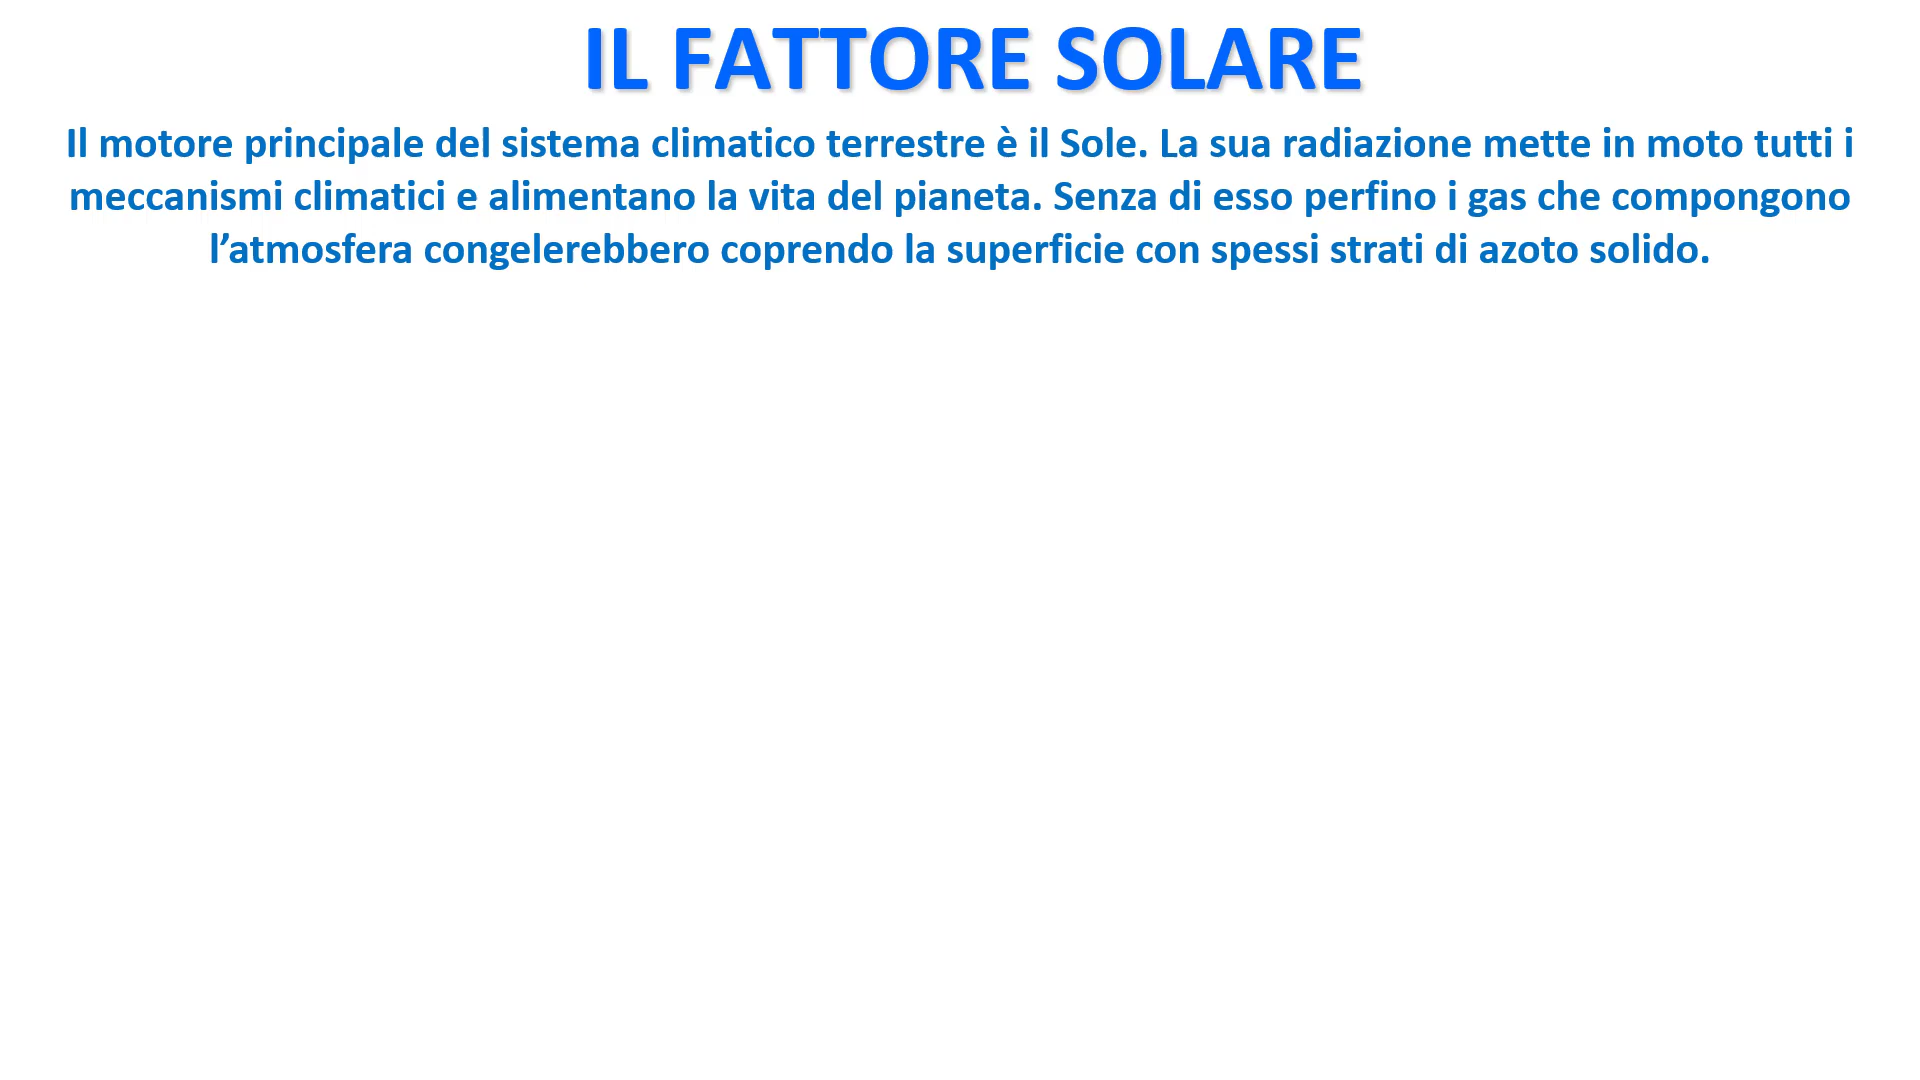 IL FATTORE SOLARE
Il motore principale del sistema climatico terrestre è il Sole. La sua radiazione mette in moto tutti i
meccanismi climatici e alimentano la vita del pianeta. Senza di esso perfino i gas che compongono
l’atmosfera congelerebbero coprendo la superficie con spessi strati di azoto solido.